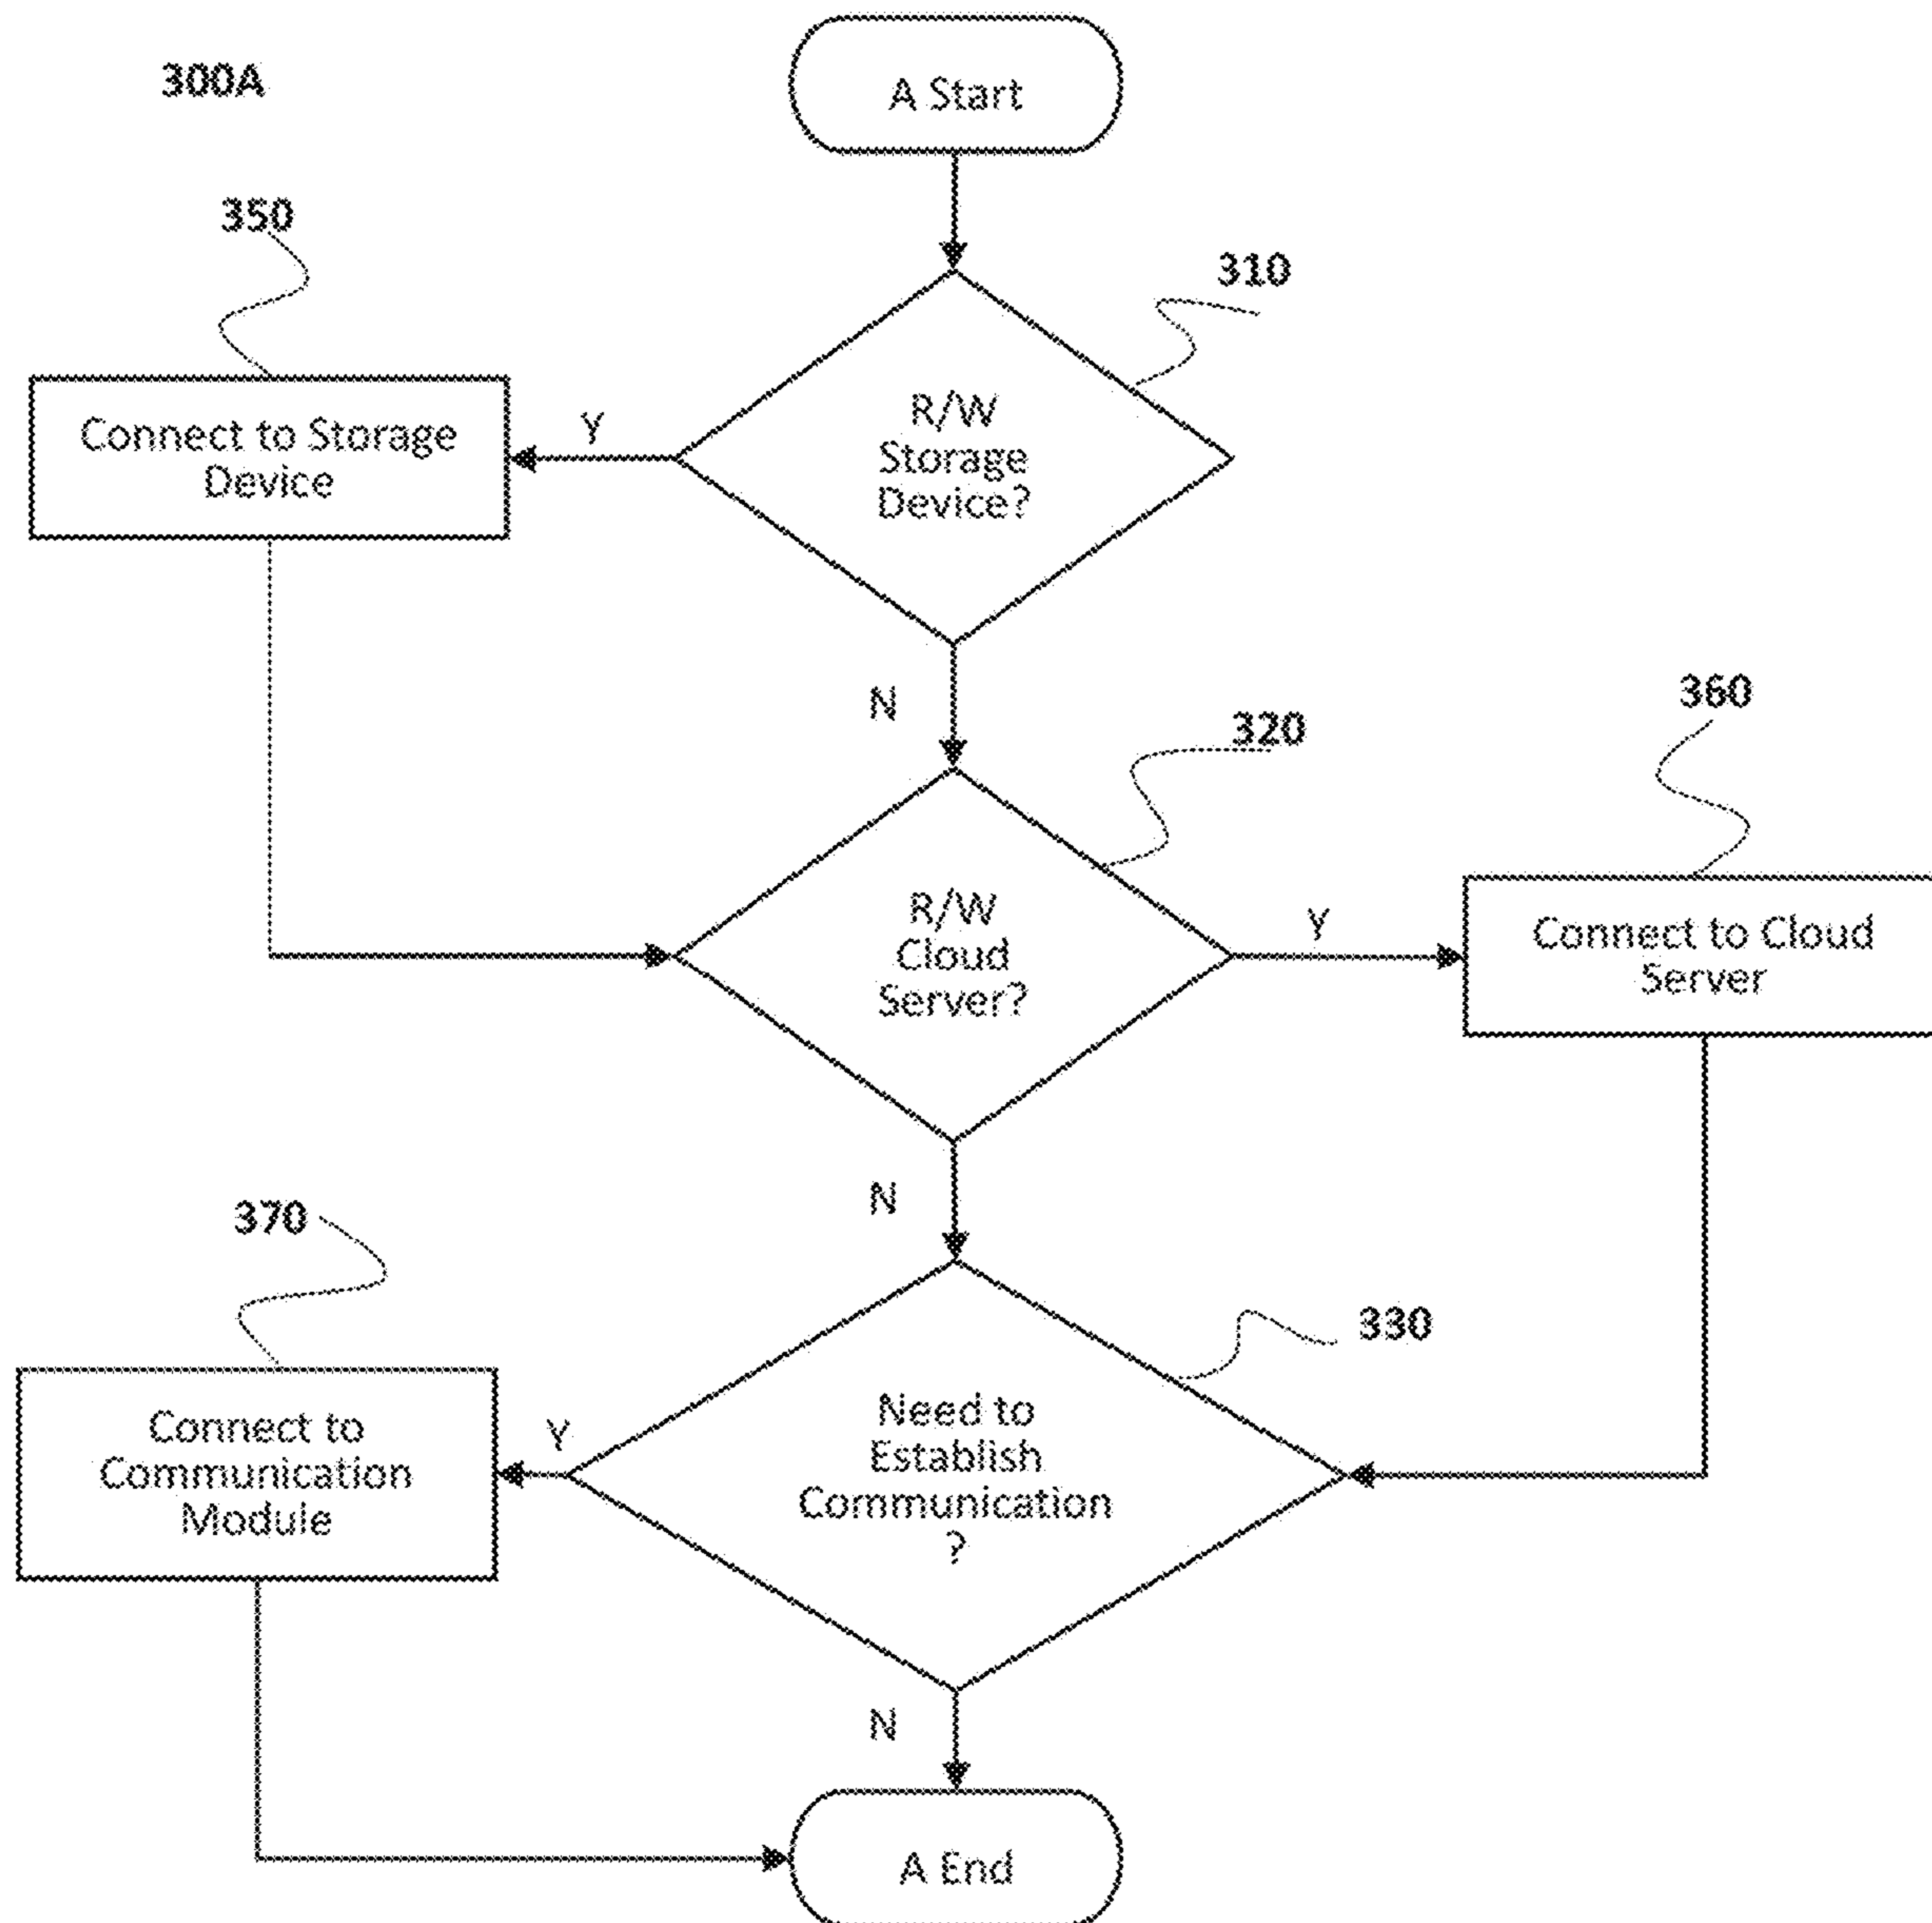 300A
A Start
350
310
R/W
Storage
Device?
Y
Connect to Storage
Device
N
320
360
R/W
Cloud
Server?
Y
Connect to Cloud
Server
N
370
330
Need to
Establish
Communication
?
Y
Connect to
Communication
Module
N
A End